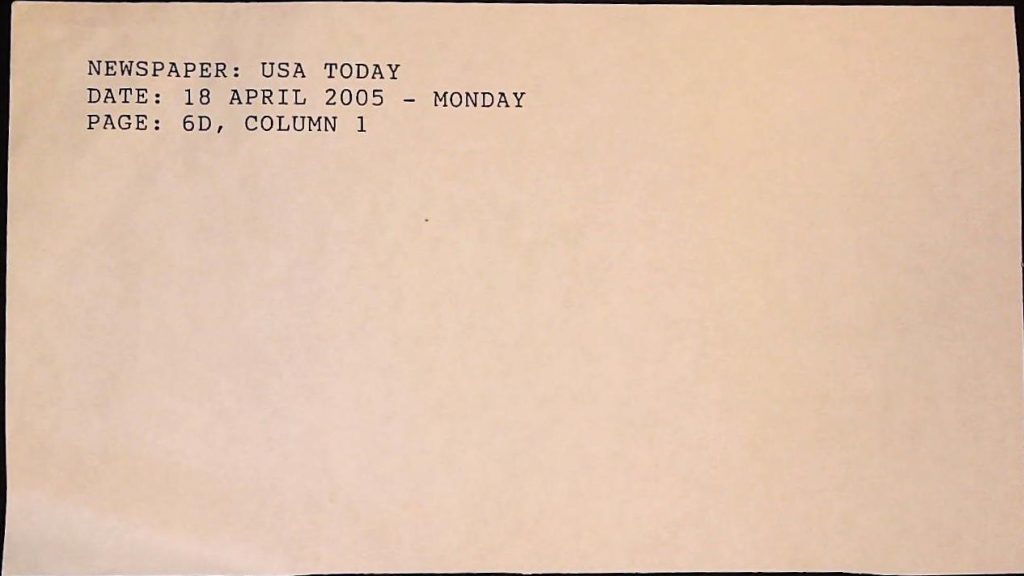 NEWSPAPER: USA TODAY
DATE: 18 APRIL 2005 - MONDAY
PAGE: 6D, COLUMN 1